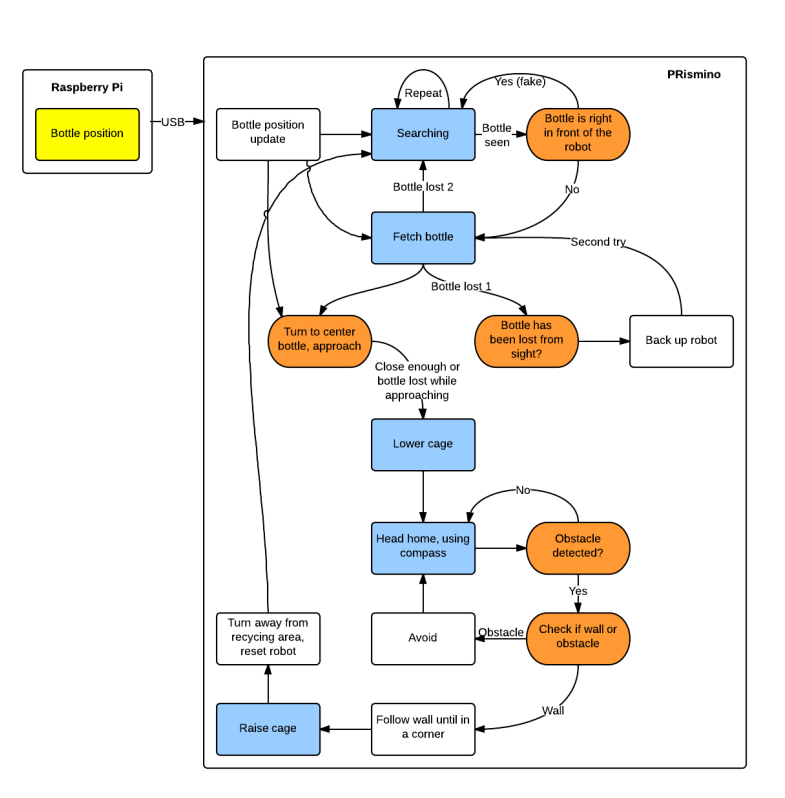 PRismino
Raspberry Pi
Bottle position
USB
Bottle position
update
Repeat
Searching
Yes (fake)
Bottle
seen
Bottle is right
in front of the
robot
No
Bottle lost 2
Fetch bottle
Second try
Bottle lost 1
Turn to center
bottle, approach
Bottle has
been lost from
sight?
Back up robot
Close enough or
bottle lost while
approaching
Lower cage
No
Head home, using
compass
Obstacle
detected?
Yes
Turn away from
recycing area,
reset robot
Avoid
Obstacle
Check if wall or
obstacle
Wall
Raise cage
Follow wall until in
a corner